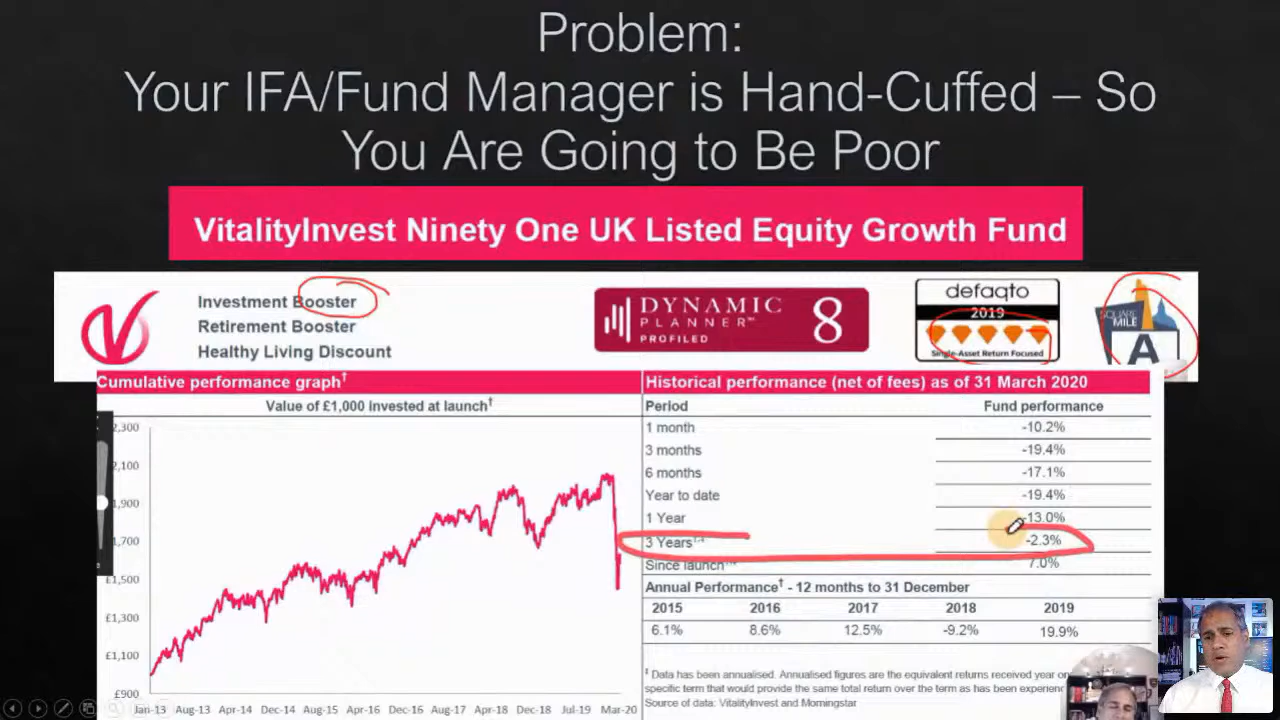 Problem:
Your IFA/Fund Manager is Hand-Cuffed – So
You Are Going to Be Poor
VitalityInvest Ninety One UK Listed Equity Growth Fund
Investment Booster
Retirement Booster
Healthy Living Discount
DYNAMIC
PLANNER™
PROFILED
8
defaqto
2019
Single-Asset Return Focused
SQUARE
MILE
A
Cumulative performance graph†
Value of £1,000 invested at launch†
2,300
2,100
1,900
1,700
£1,500
£1,300
£1,100
£900
Jan-13 Aug-13 Apr-14 Dec-14 Aug-15 Apr-16 Dec-16 Aug-17 Apr-18 Dec-18 Jul-19 Mar-20
Historical performance (net of fees) as of 31 March 2020
Period Fund performance
1 month -10.2%
3 months -19.4%
6 months -17.1%
Year to date -19.4%
1 Year -13.0%
3 Years -2.3%
Since launch 7.0%
Annual Performance† - 12 months to 31 December
2015 2016 2017 2018 2019
6.1% 8.6% 12.5% -9.2% 19.9%
‡ Data has been annualised. Annualised figures are the equivalent returns received year on
specific term that would provide the same total return over the term as has been
Source of data: VitalityInvest and Morningstar